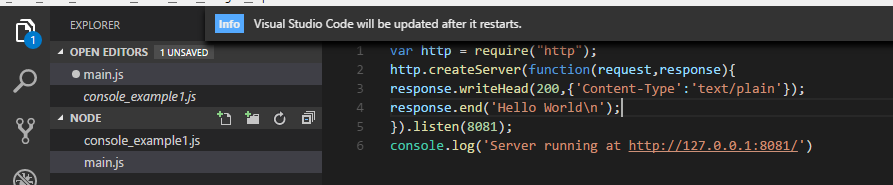 EXPLORER
Info Visual Studio Code will be updated after it restarts.
OPEN EDITORS 1 UNSAVED
main.js
console_example1.js
NODE
console_example1.js
main.js
1
1 var http = require("http");
2 http.createServer(function(request,response){
3 response.writeHead(200,{'Content-Type':'text/plain'});
4 response.end('Hello World\n');
5 }).listen(8081);
6 console.log('Server running at http://127.0.0.1:8081/')